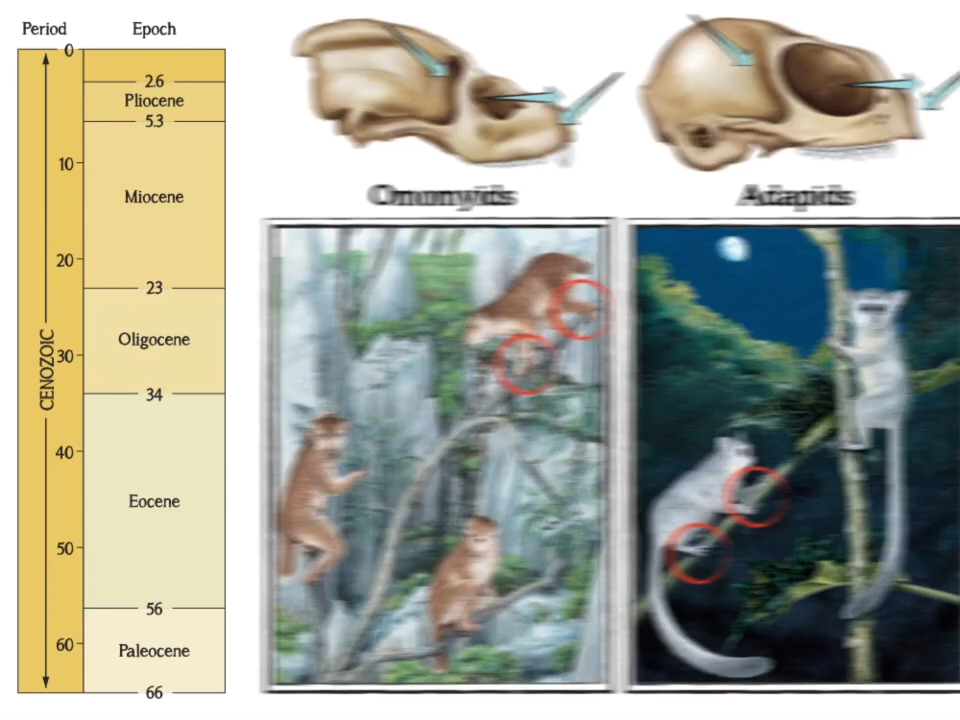 Period Epoch
0
2.6
Pliocene
5.3
10
Miocene
20
23
Oligocene
30
CENOZOIC
34
40
Eocene
50
56
60
Paleocene
66
Omomyids
Adapids